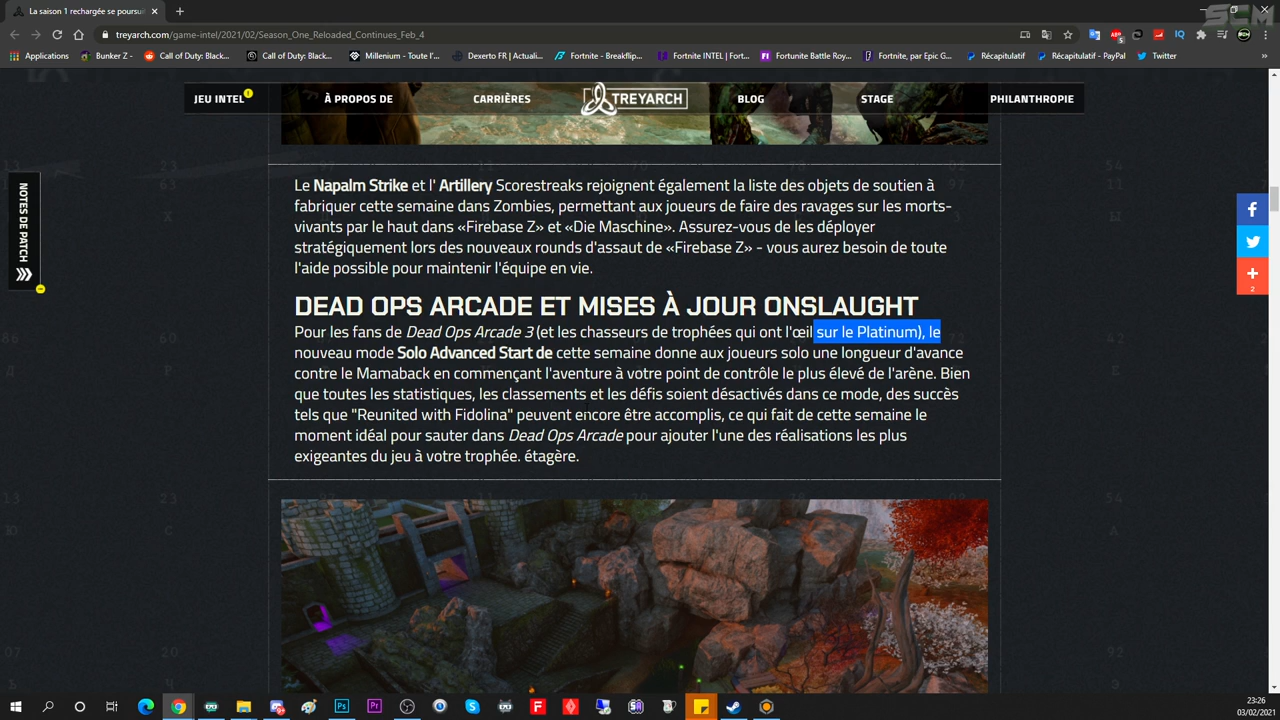 La saison 1 rechargée se poursui
SCM
treyarch.com/game-intel/2021/02/Season_One_Reloaded_Continues_Feb_4
Applications
Bunker Z -
Call of Duty: Black...
Call of Duty: Black...
Millenium - Toute l'...
Dexerto FR | Actuali...
Fortnite - Breakflip...
Fortnite INTEL | Fort...
Fortunite Battle Roy...
Fortnite, par Epic G...
Récapitulatif
Récapitulatif - PayPal
Twitter
JEU INTEL
À PROPOS DE
CARRIÈRES
TREYARCH
BLOG
STAGE
PHILANTHROPIE
NOTES DE PATCH
Le Napalm Strike et l' Artillery Scorestreaks rejoignent également la liste des objets de soutien à
fabriquer cette semaine dans Zombies, permettant aux joueurs de faire des ravages sur les morts-
vivants par le haut dans «Firebase Z» et «Die Maschine». Assurez-vous de les déployer
stratégiquement lors des nouveaux rounds d'assaut de «Firebase Z» - vous aurez besoin de toute
l'aide possible pour maintenir l'équipe en vie.
DEAD OPS ARCADE ET MISES À JOUR ONSLAUGHT
Pour les fans de Dead Ops Arcade 3 (et les chasseurs de trophées qui ont l'œil sur le Platinum), le
nouveau mode Solo Advanced Start de cette semaine donne aux joueurs solo une longueur d'avance
contre le Mamaback en commençant l'aventure à votre point de contrôle le plus élevé de l'arène. Bien
que toutes les statistiques, les classements et les défis soient désactivés dans ce mode, des succès
tels que "Reunited with Fidolina" peuvent encore être accomplis, ce qui fait de cette semaine le
moment idéal pour sauter dans Dead Ops Arcade pour ajouter l'une des réalisations les plus
exigeantes du jeu à votre trophée. étagère.
2
23:26
03/02/2021